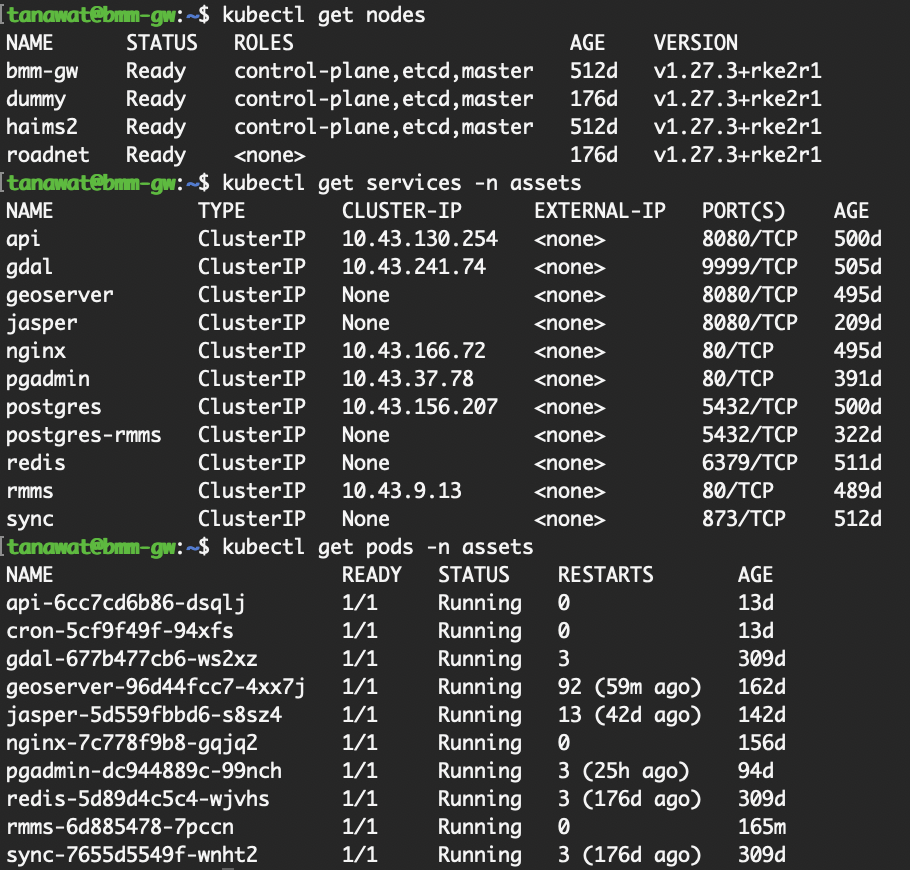 [tanawat@bmm-gw:~$ kubectl get nodes
NAME STATUS ROLES AGE VERSION
bmm-gw Ready control-plane,etcd,master 512d v1.27.3+rke2r1
dummy Ready control-plane,etcd,master 176d v1.27.3+rke2r1
haims2 Ready control-plane,etcd,master 512d v1.27.3+rke2r1
roadnet Ready <none> 176d v1.27.3+rke2r1
[tanawat@bmm-gw:~$ kubectl get services -n assets
NAME TYPE CLUSTER-IP EXTERNAL-IP PORT(S) AGE
api ClusterIP 10.43.130.254 <none> 8080/TCP 500d
gdal ClusterIP 10.43.241.74 <none> 9999/TCP 505d
geoserver ClusterIP None <none> 8080/TCP 495d
jasper ClusterIP None <none> 8080/TCP 209d
nginx ClusterIP 10.43.166.72 <none> 80/TCP 495d
pgadmin ClusterIP 10.43.37.78 <none> 80/TCP 391d
postgres ClusterIP 10.43.156.207 <none> 5432/TCP 500d
postgres-rmms ClusterIP None <none> 5432/TCP 322d
redis ClusterIP None <none> 6379/TCP 511d
rmms ClusterIP 10.43.9.13 <none> 80/TCP 489d
sync ClusterIP None <none> 873/TCP 512d
[tanawat@bmm-gw:~$ kubectl get pods -n assets
NAME READY STATUS RESTARTS AGE
api-6cc7cd6b86-dsqlj 1/1 Running 0 13d
cron-5cf9f49f-94xfs 1/1 Running 0 13d
gdal-677b477cb6-ws2xz 1/1 Running 3 309d
geoserver-96d44fcc7-4xx7j 1/1 Running 92 (59m ago) 162d
jasper-5d559fbbd6-s8sz4 1/1 Running 13 (42d ago) 142d
nginx-7c778f9b8-gqjq2 1/1 Running 0 156d
pgadmin-dc944889c-99nch 1/1 Running 3 (25h ago) 94d
redis-5d89d4c5c4-wjvhs 1/1 Running 3 (176d ago) 309d
rmms-6d885478-7pccn 1/1 Running 0 165m
sync-7655d5549f-wnht2 1/1 Running 3 (176d ago) 309d